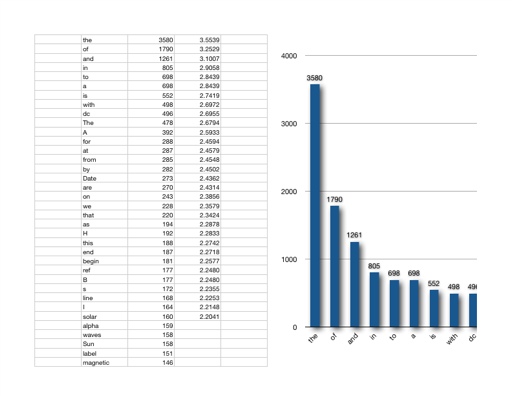 the 3580 3.5539
of 1790 3.2529
and 1261 3.1007
in 805 2.9058
to 698 2.8439
a 698 2.8439
is 552 2.7419
with 498 2.6972
dc 496 2.6955
The 478 2.6794
A 392 2.5933
for 288 2.4594
at 287 2.4579
from 285 2.4548
by 282 2.4502
Date 273 2.4362
are 270 2.4314
on 243 2.3856
we 228 2.3579
that 220 2.3424
as 194 2.2878
H 192 2.2833
this 188 2.2742
end 187 2.2718
begin 181 2.2577
ref 177 2.2480
B 177 2.2480
s 172 2.2355
line 168 2.2253
I 164 2.2148
solar 160 2.2041
alpha 159
waves 158
Sun 158
label 151
magnetic 146
4000
3580
3000
2000
1790
1261
1000
805 698 698 552 498
0
the of and in to a is with dc